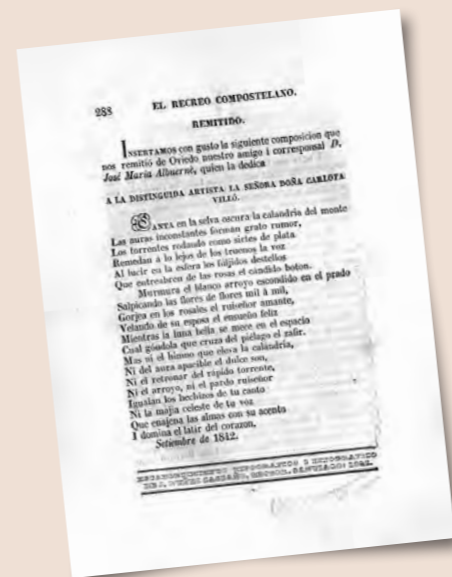 288 EL RECREO COMPOSTELANO.
REMITIDO.
INSERTAMOS con gusto la siguiente composicion que
nos remitió de Oviedo nuestro amigo i corresponsal D.
José Maria Albuerné, quien la dedica
A LA DISTINGUIDA ARTISTA LA SEÑORA DOÑA CARLOTA
VILLÓ.
CANTA en la selva oscura la calandria del monte
Las auras inconstantes forman grato rumor,
Los torrentes rodando como sirtes de plata
Remedan á lo lejos de los truenos la voz
Al lucir en la esfera los fúljidos destellos
Que entreabren de las rosas el cándido boton.
Murmura el blanco arroyo escondido en el prado
Salpicando las flores de flores mil á mil,
Gorjea en los rosales el ruiseñor amante,
Velando de su esposa el ensueño feliz
Mientras la luna bella se mece en el espacio
Cual góndola que cruza del piélago el zafir.
Mas ni el himno que eleva la calándria,
Ni del aura apacible el dulce son,
Ni el retronar del rápido torrente,
Ni el arroyo, ni el pardo ruiseñor
Igualan los hechizos de tu canto
Ni la majia celeste de tu voz
Que enajena las almas con su acento
I domina el latir del corazon.
Setiembre de 1842.